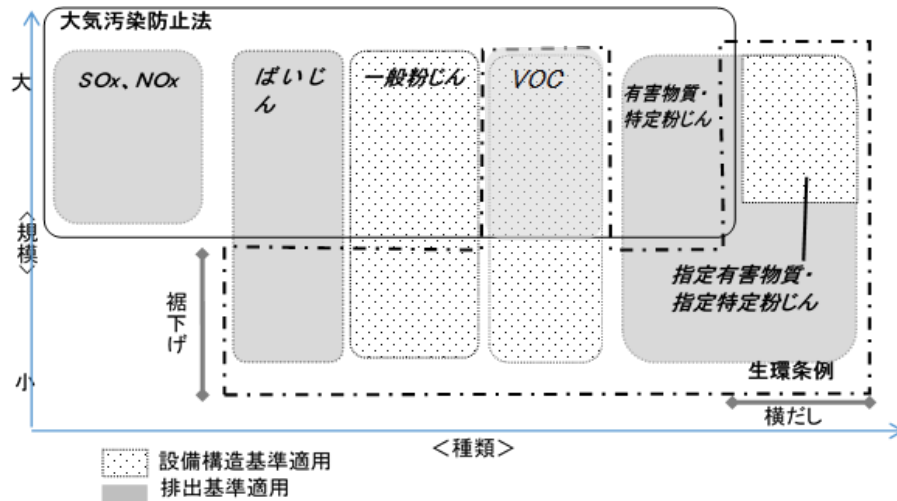 大気汚染防止法
大
SOx、NOx
ばいじ
ん
一般粉じん
VOC
有害物質・
特定粉じん
<規模>
裾下げ
指定有害物質・
指定特定粉じん
小
生環条例
横だし
<種類>
設備構造基準適用
排出基準適用